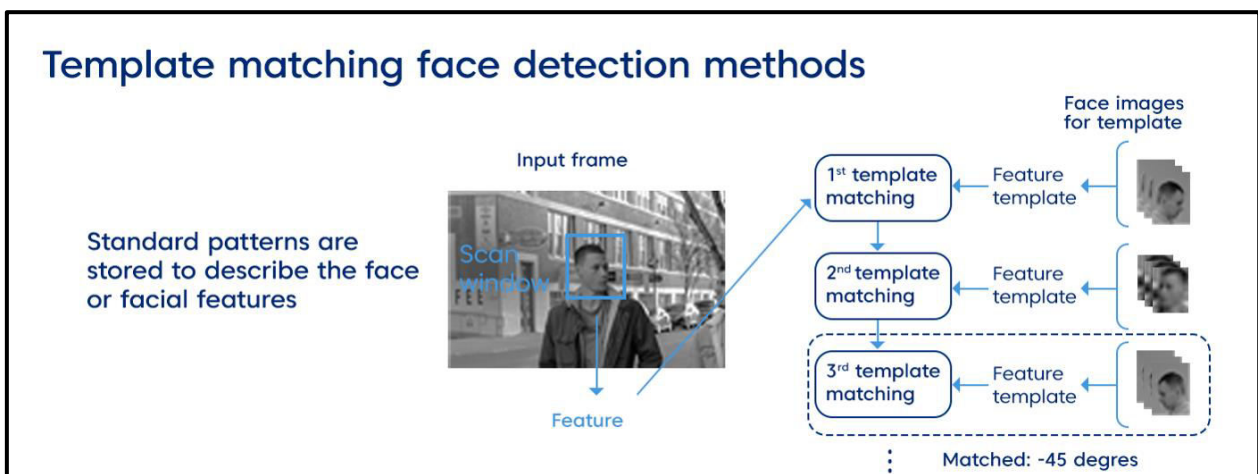 Template matching face detection methods
Face images
for template
Input frame
Standard patterns are
stored to describe the face
or facial features
Scan
window
Feature
1st template
matching
Feature
template
2nd template
matching
Feature
template
3rd template
matching
Feature
template
Matched: -45 degres